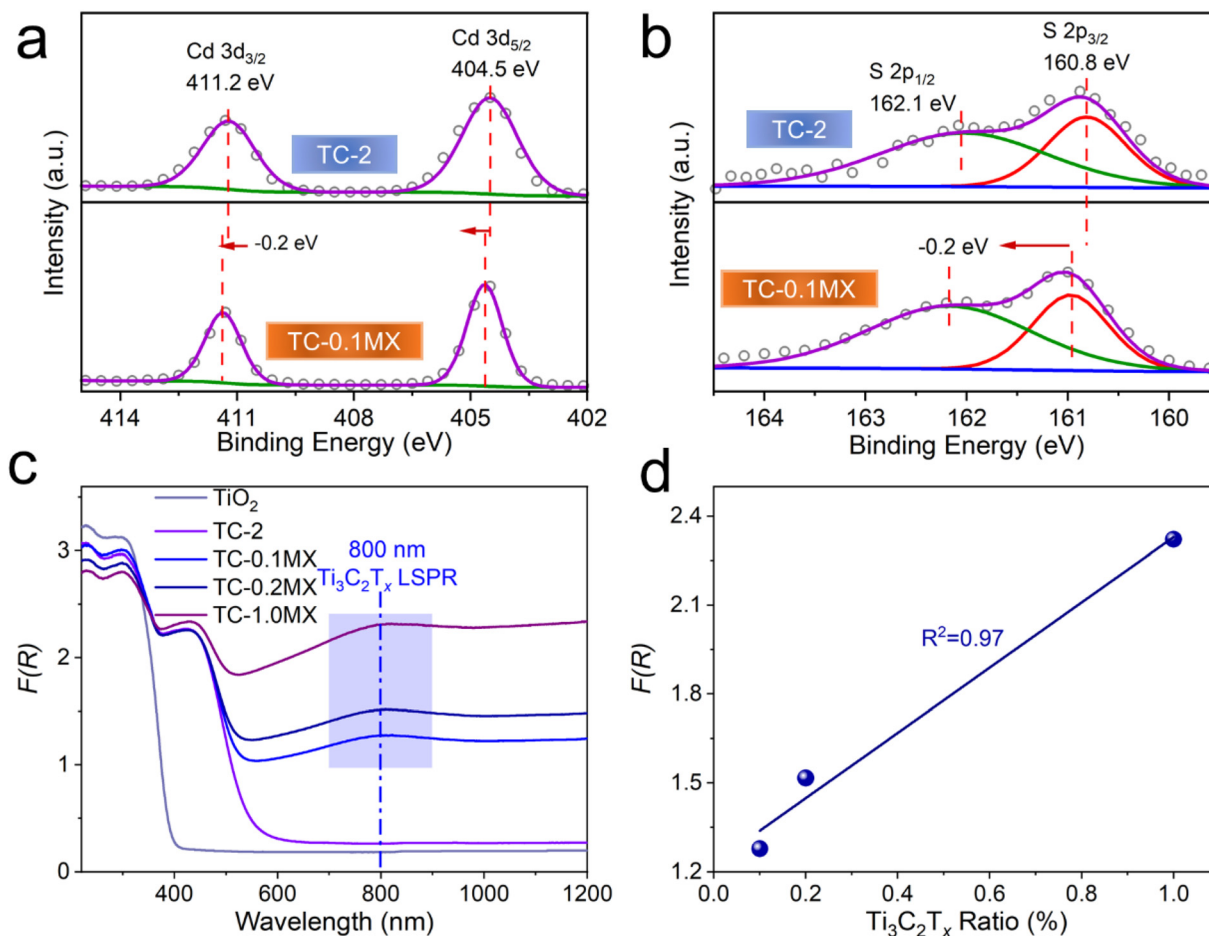 a
Cd 3d3/2
411.2 eV
Cd 3d5/2
404.5 eV
TC-2
-0.2 eV
TC-0.1MX
Intensity (a.u.)
414 411 408 405 402
Binding Energy (eV)
b
S 2p3/2
160.8 eV
S 2p1/2
162.1 eV
TC-2
-0.2 eV
TC-0.1MX
Intensity (a.u.)
164 163 162 161 160
Binding Energy (eV)
c
TiO2
TC-2
TC-0.1MX
TC-0.2MX
TC-1.0MX
800 nm
Ti3C2Tx LSPR
F(R)
3
2
1
0
400 600 800 1000 1200
Wavelength (nm)
d
R²=0.97
F(R)
2.4
2.1
1.8
1.5
1.2
0.0 0.2 0.4 0.6 0.8 1.0
Ti3C2Tx Ratio (%)